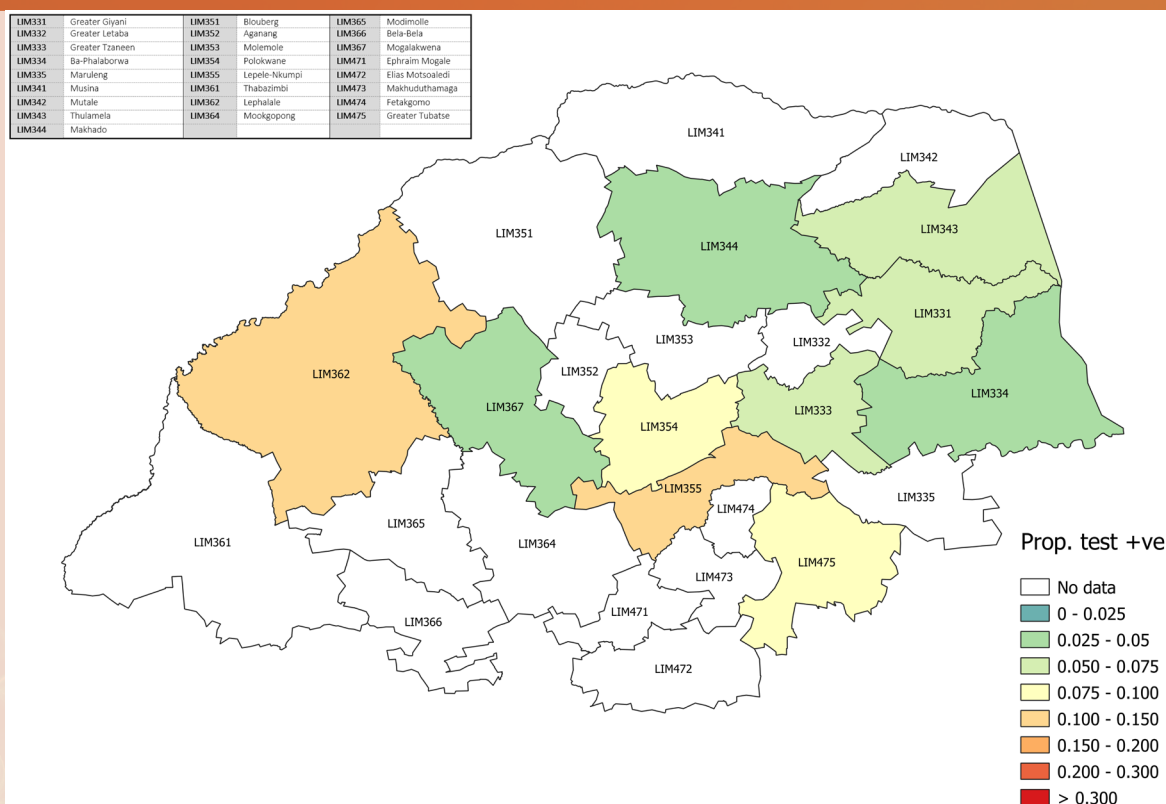 LIM331 Greater Giyani LIM351 Blouberg LIM365 Modimolle
LIM332 Greater Letaba LIM352 Aganang LIM366 Bela-Bela
LIM333 Greater Tzaneen LIM353 Molemole LIM367 Mogalakwena
LIM334 Ba-Phalaborwa LIM354 Polokwane LIM471 Ephraim Mogale
LIM335 Maruleng LIM355 Lepele-Nkumpi LIM472 Elias Motsoaledi
LIM341 Musina LIM361 Thabazimbi LIM473 Makhuduthamaga
LIM342 Mutale LIM362 Lephalale LIM474 Fetakgomo
LIM343 Thulamela LIM364 Mookgopong LIM475 Greater Tubatse
LIM344 Makhado
LIM341
LIM342
LIM343
LIM351
LIM344
LIM331
LIM353
LIM332
LIM352
LIM362
LIM334
LIM367
LIM333
LIM354
LIM355
LIM335
LIM474
LIM365
LIM361
LIM364
LIM475
LIM473
LIM471
LIM366
LIM472
Prop. test +ve
No data
0 - 0.025
0.025 - 0.05
0.050 - 0.075
0.075 - 0.100
0.100 - 0.150
0.150 - 0.200
0.200 - 0.300
> 0.300